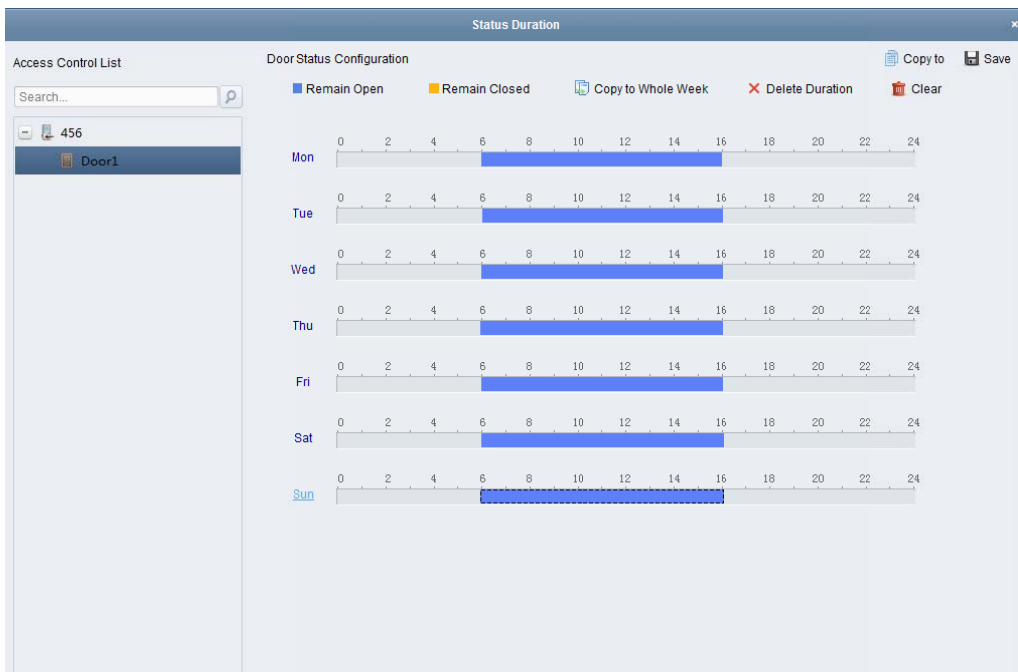 Status Duration ×
Access Control List
Door Status Configuration
Copy to Save
Search...
Remain Open Remain Closed Copy to Whole Week Delete Duration Clear
456
Door1
0 2 4 6 8 10 12 14 16 18 20 22 24
Mon
0 2 4 6 8 10 12 14 16 18 20 22 24
Tue
0 2 4 6 8 10 12 14 16 18 20 22 24
Wed
0 2 4 6 8 10 12 14 16 18 20 22 24
Thu
0 2 4 6 8 10 12 14 16 18 20 22 24
Fri
0 2 4 6 8 10 12 14 16 18 20 22 24
Sat
0 2 4 6 8 10 12 14 16 18 20 22 24
Sun